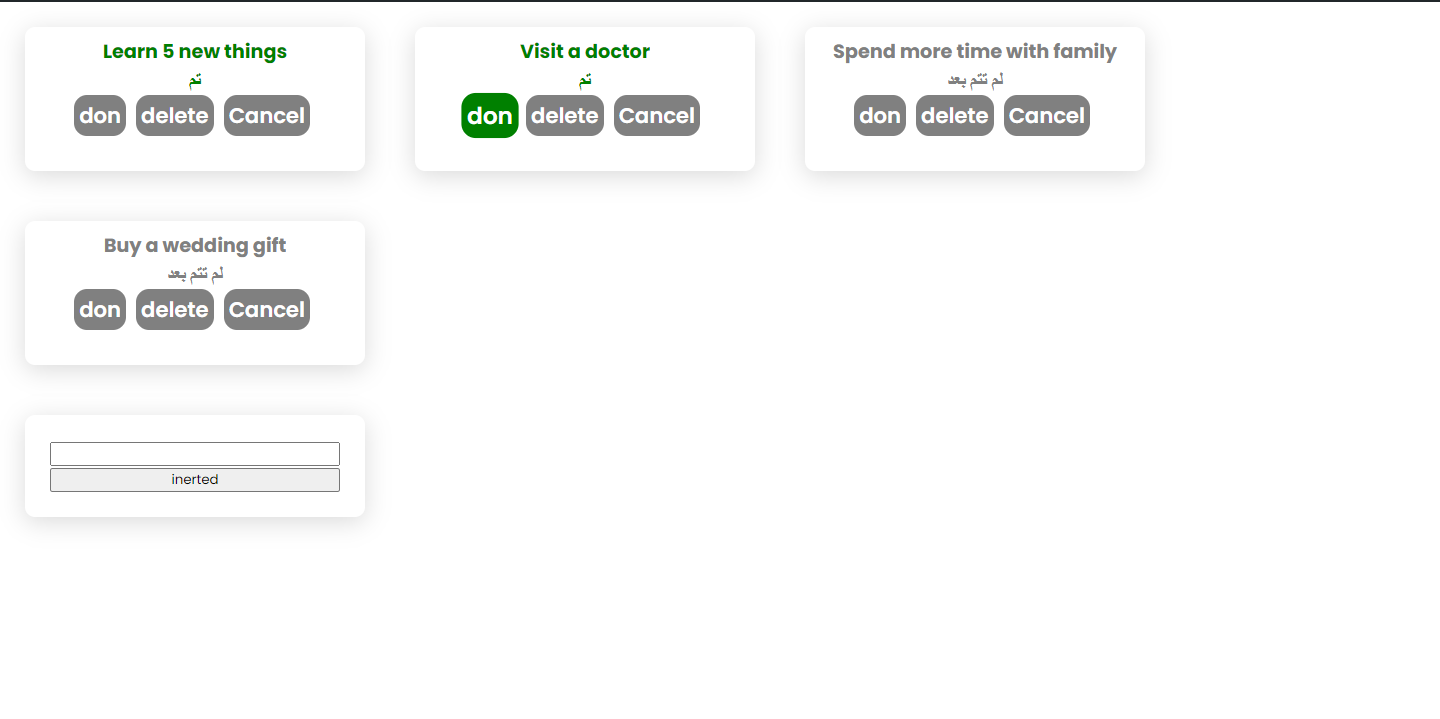 Learn 5 new things
تم
don delete Cancel
Visit a doctor
تم
don delete Cancel
Spend more time with family
لم تتم بعد
don delete Cancel
Buy a wedding gift
لم تتم بعد
don delete Cancel
inerted